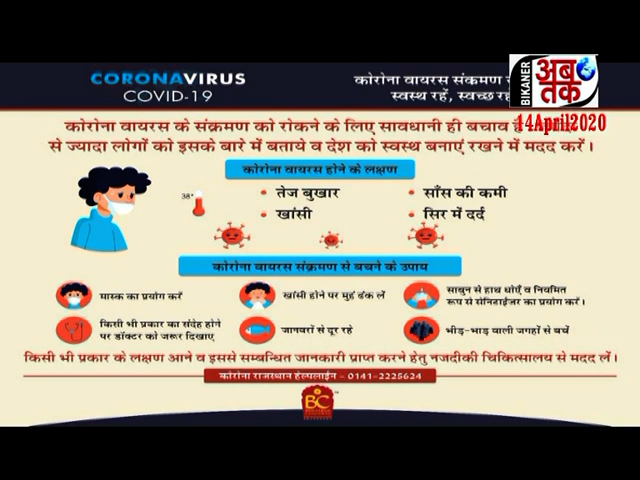 CORONAVIRUS
COVID-19
कोरोना वायरस संक्रमण
स्वस्थ रहें, स्वच्छ
BIKANER
अब
तक
14April2020
कोरोना वायरस के संक्रमण को रोकने के लिए सावधानी ही बचाव
से ज्यादा लोगों को इसके बारे में बताये व देश को स्वस्थ बनाएं रखने में मदद करें ।
कोरोना वायरस होने के लक्षण
38°
• तेज बुखार
• साँस की कमी
• खांसी
• सिर में दर्द
कोरोना वायरस संक्रमण से बचने के उपाय
मास्क का प्रयोग करें
खांसी होने पर मुहं ढंक लें
साबुन से हाथ धोएँ व नियमित
रूप से सेनिटाईजर का प्रयोग करें ।
किसी भी प्रकार का संदेह होने
पर डॉक्टर को जरूर दिखाए
जानवरों से दूर रहे
भीड़-भाड़ वाली जगहों से बचें
किसी भी प्रकार के लक्षण आने व इससे सम्बन्धित जानकारी प्राप्त करने हेतु नजदीकी चिकित्सालय से मदद लें ।
कोरोना राजस्थान हेल्पलाईन - 0141-2225624
BC